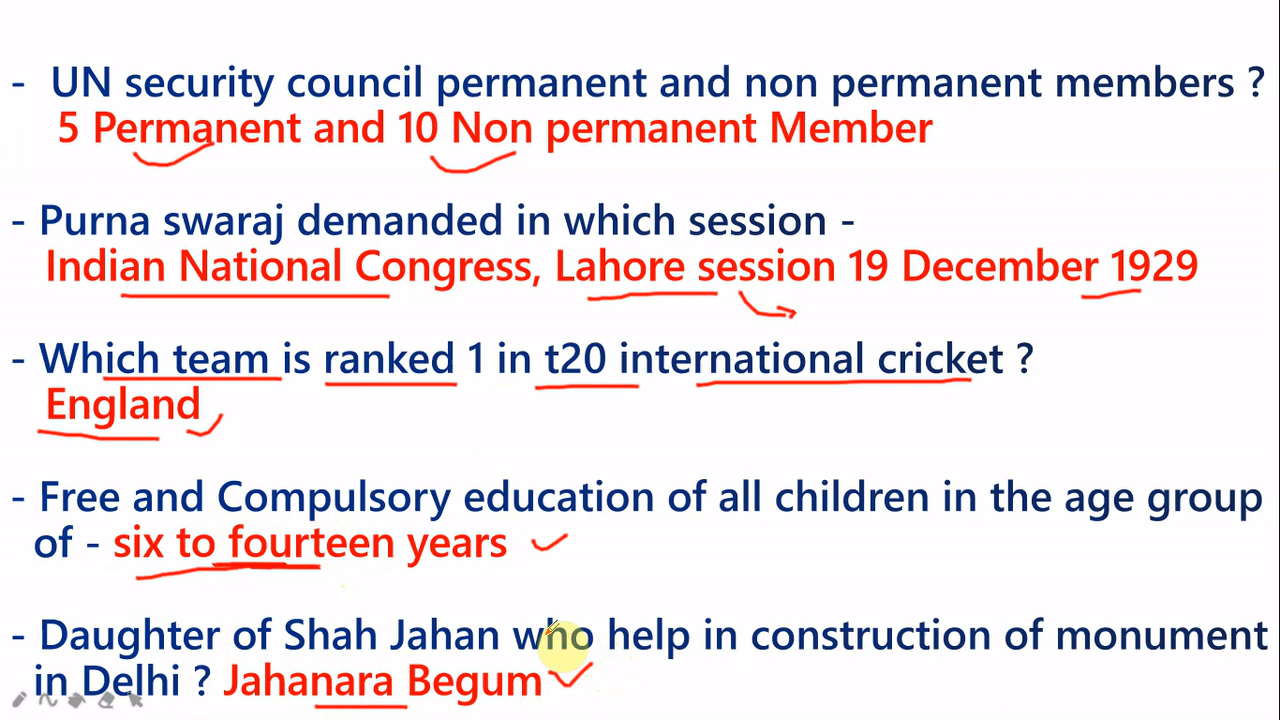 - UN security council permanent and non permanent members ?
5 Permanent and 10 Non permanent Member
- Purna swaraj demanded in which session -
Indian National Congress, Lahore session 19 December 1929
- Which team is ranked 1 in t20 international cricket ?
England
- Free and Compulsory education of all children in the age group
of - six to fourteen years
- Daughter of Shah Jahan who help in construction of monument
in Delhi ? Jahanara Begum